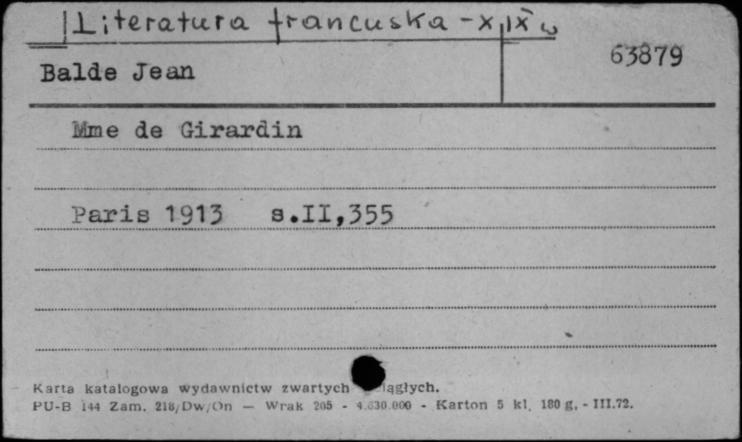 Literatura francuska - XIX w
63879
Balde Jean
Mme de Girardin
Paris 1913 s.II,355
Karta katalogowa wydawnictw zwartych ągłych.
PU-B 144 Zam. 218/Dw/On — Wrak 205 - 4.630.000 - Karton 5 kl. 180 g. - III.72.